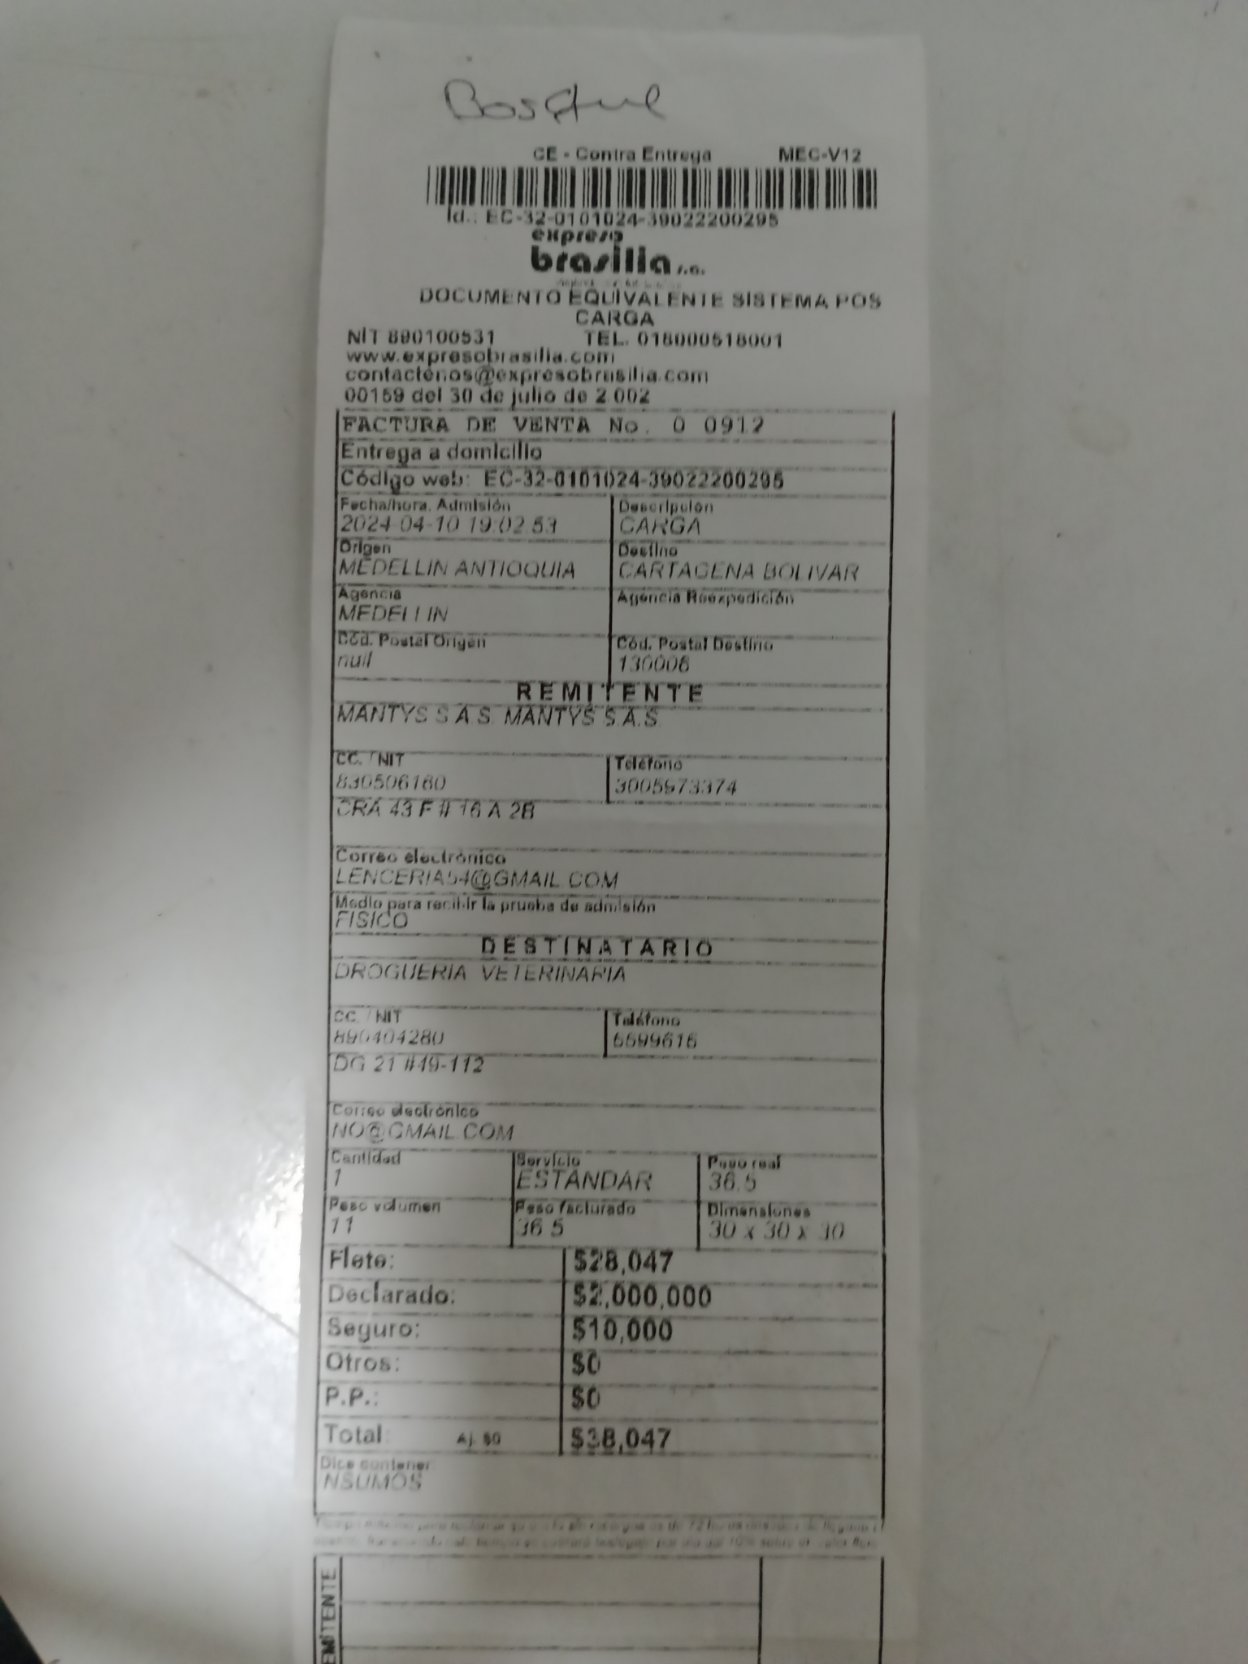 Bosque
CE - Contra Entrega MEC-V12
Id.: EC-32-0101024-39022200295
expreso
brasilia s.a.
DOCUMENTO EQUIVALENTE SISTEMA POS
CARGA
NIT 890100531 TEL. 018000518001
www.expresobrasilia.com
contactenos@expresobrasilia.com
00159 del 30 de julio de 2.002
FACTURA DE VENTA No. 0 0912
Entrega a domicilio
Código web: EC-32-0101024-39022200295
Fecha/hora. Admisión Descripción
2024-04-10 19:02:53 CARGA
Origen Destino
MEDELLIN ANTIOQUIA CARTAGENA BOLIVAR
Agencia Agencia Reexpedición
MEDELLIN
Cód. Postal Origen Cód. Postal Destino
null 130006
REMITENTE
MANTYS S.A.S. MANTYS S.A.S.
CC. / NIT Teléfono
830506160 3005973374
CRA 43 F # 16 A 28
Correo electrónico
LENCERIA54@GMAIL.COM
Medio para recibir la prueba de admisión
FISICO
DESTINATARIO
DROGUERIA VETERINARIA
CC. / NIT Teléfono
890404280 6699616
DG 21 #49-112
Correo electrónico
NO@GMAIL.COM
Cantidad Servicio Peso real
1 ESTANDAR 36.5
Peso volumen Peso facturado Dimensiones
11 36.5 30 x 30 x 30
Flete: $28,047
Declarado: $2,000,000
Seguro: $10,000
Otros: $0
P.P.: $0
Total: Aj. $0 $38,047
Dice contener:
NSUMOS
EMITENTE